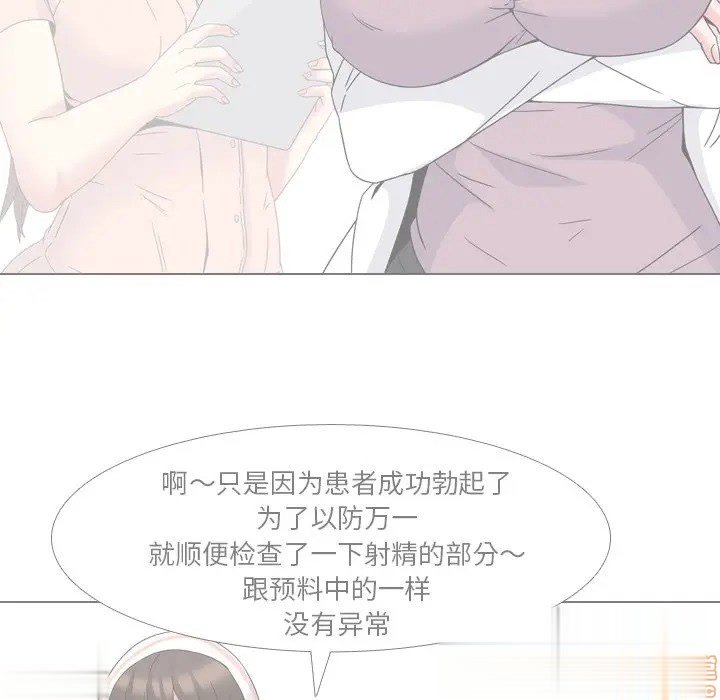 啊～只是因为患者成功勃起了
为了以防万一
就顺便检查了一下射精的部分～
跟预料中的一样
没有异常